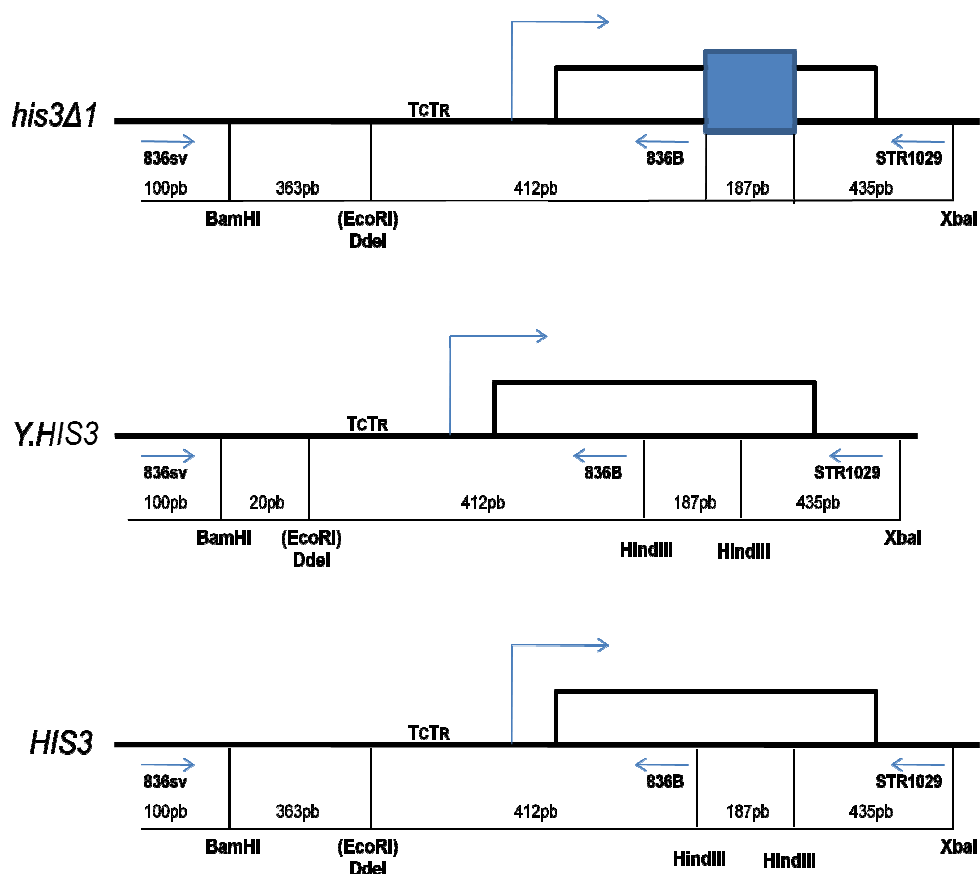 his3Δ1
TCTR
836sv
836B
STR1029
100pb
363pb
412pb
187pb
435pb
BamHI
(EcoRI)
XbaI
DdeI
Y.HIS3
TCTR
836sv
836B
STR1029
100pb
20pb
412pb
187pb
435pb
BamHI
(EcoRI)
HindIII
HindIII
XbaI
DdeI
HIS3
TCTR
836sv
836B
STR1029
100pb
363pb
412pb
187pb
435pb
BamHI
(EcoRI)
HindIII
HindIII
XbaI
DdeI